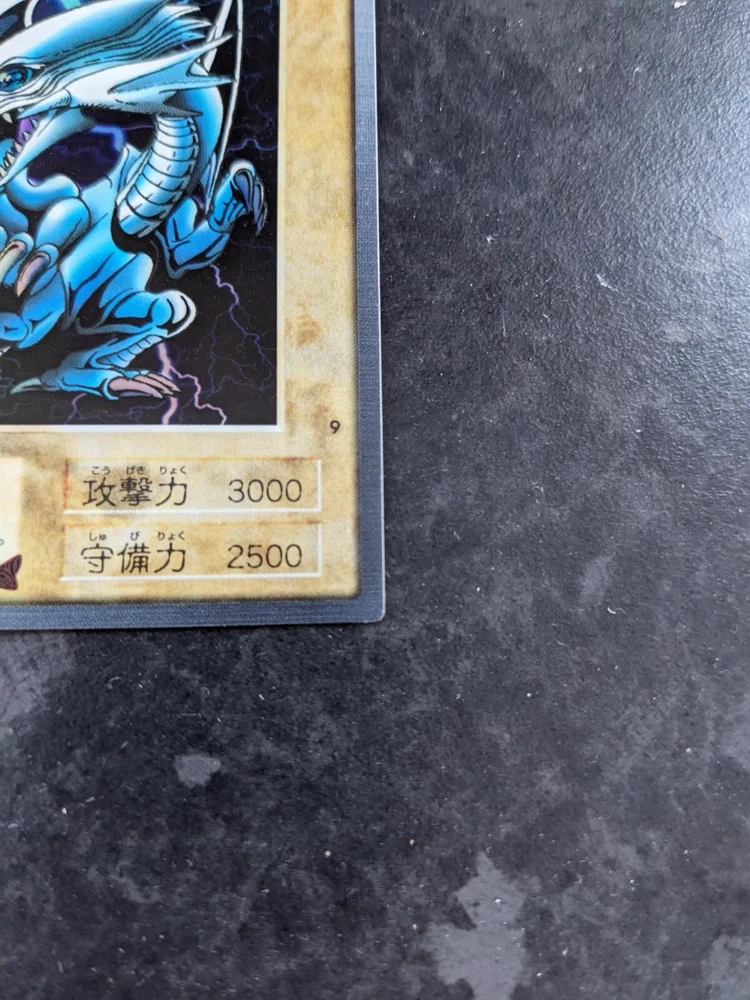 9
こう げき りょく
攻撃力 3000
しゅ び りょく
守備力 2500